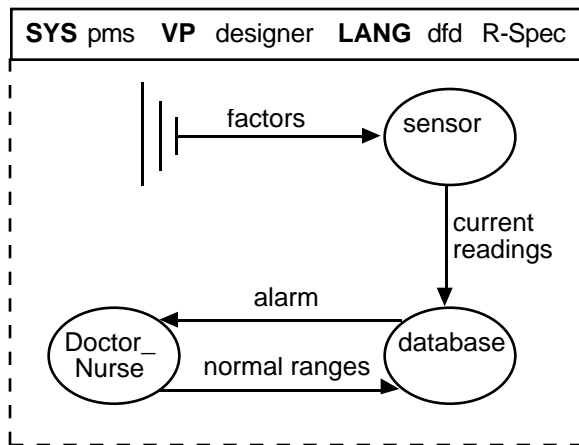 SYS pms VP designer LANG dfd R-Spec
factors
sensor
current
readings
alarm
Doctor_
Nurse
database
normal ranges